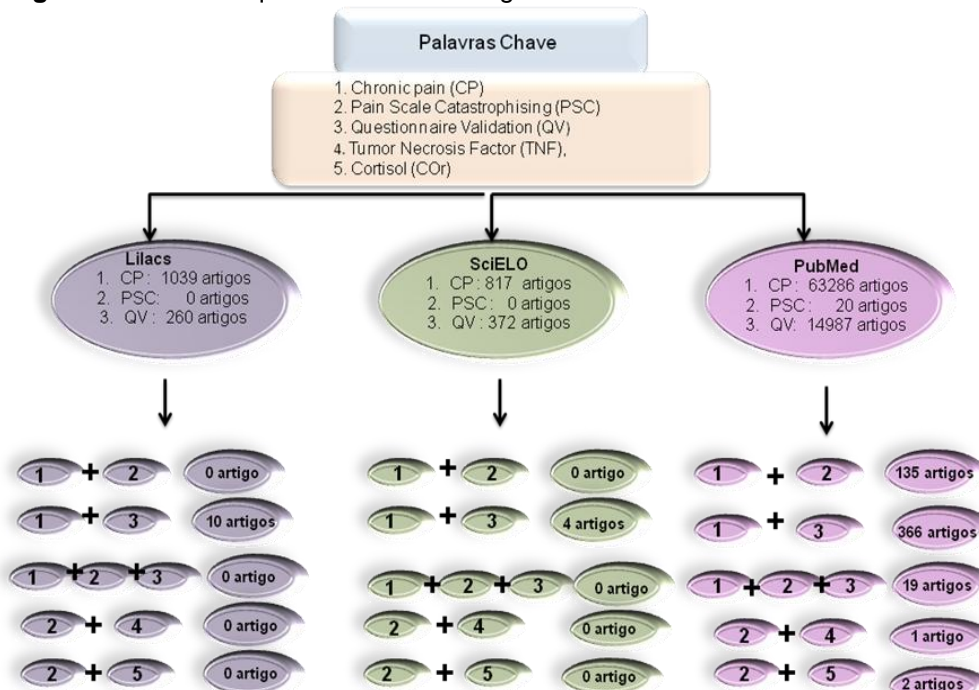 Palavras Chave
1. Chronic pain (CP)
2. Pain Scale Catastrophising (PSC)
3. Questionnaire Validation (QV)
4. Tumor Necrosis Factor (TNF),
5. Cortisol (COr)
Lilacs
1. CP : 1039 artigos
2. PSC: 0 artigos
3. QV : 260 artigos
SciELO
1. CP: 817 artigos
2. PSC: 0 artigos
3. QV : 372 artigos
PubMed
1. CP: 63286 artigos
2. PSC: 20 artigos
3. QV: 14987 artigos
1 + 2 0 artigo
1 + 3 10 artigos
1 + 2 + 3 0 artigo
2 + 4 0 artigo
2 + 5 0 artigo
1 + 2 0 artigo
1 + 3 4 artigos
1 + 2 + 3 0 artigo
2 + 4 0 artigo
2 + 5 0 artigo
1 + 2 135 artigos
1 + 3 366 artigos
1 + 2 + 3 19 artigos
2 + 4 1 artigo
2 + 5 2 artigos